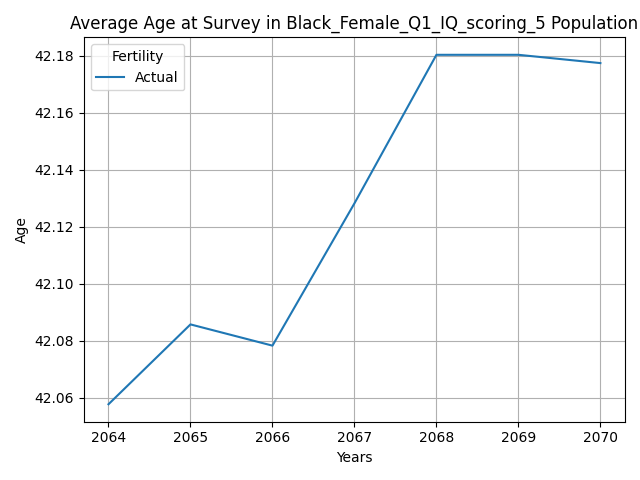 Average Age at Survey in Black_Female_Q1_IQ_scoring_5 Population
Fertility
Actual
42.18
42.16
42.14
42.12
42.10
42.08
42.06
Age
2064 2065 2066 2067 2068 2069 2070
Years